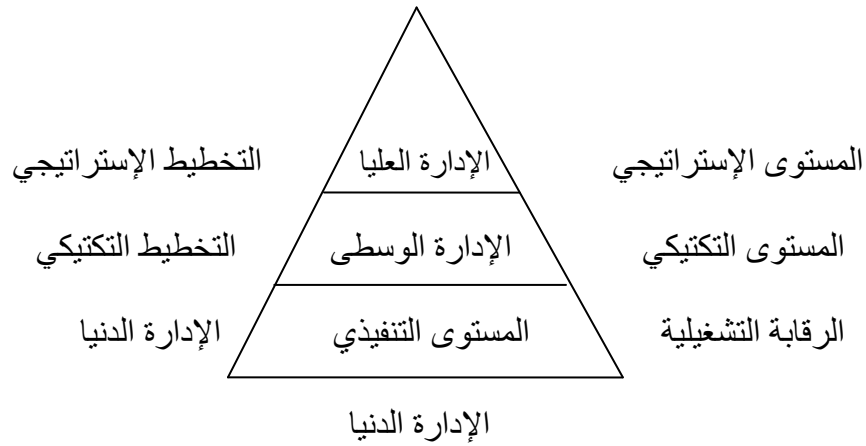 المستوى الإستراتيجي الإدارة العليا التخطيط الإستراتيجي
المستوى التكتيكي الإدارة الوسطى التخطيط التكتيكي
الرقابة التشغيلية المستوى التنفيذي الإدارة الدنيا
الإدارة الدنيا